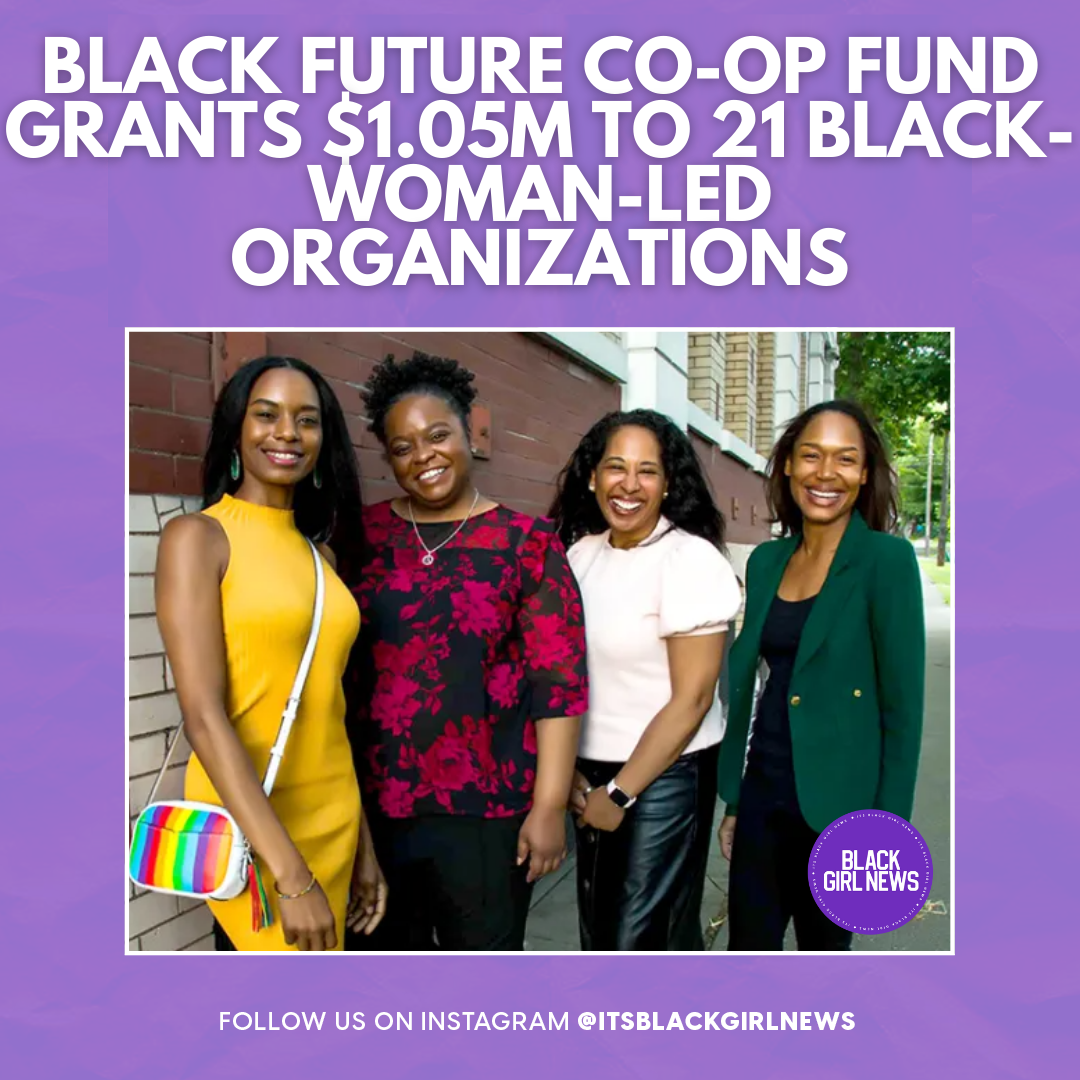 BLACK FUTURE CO-OP FUND
GRANTS $1.05M TO 21 BLACK-
WOMAN-LED
ORGANIZATIONS
BLACK
GIRL NEWS
FOLLOW US ON INSTAGRAM @ITSBLACKGIRLNEWS